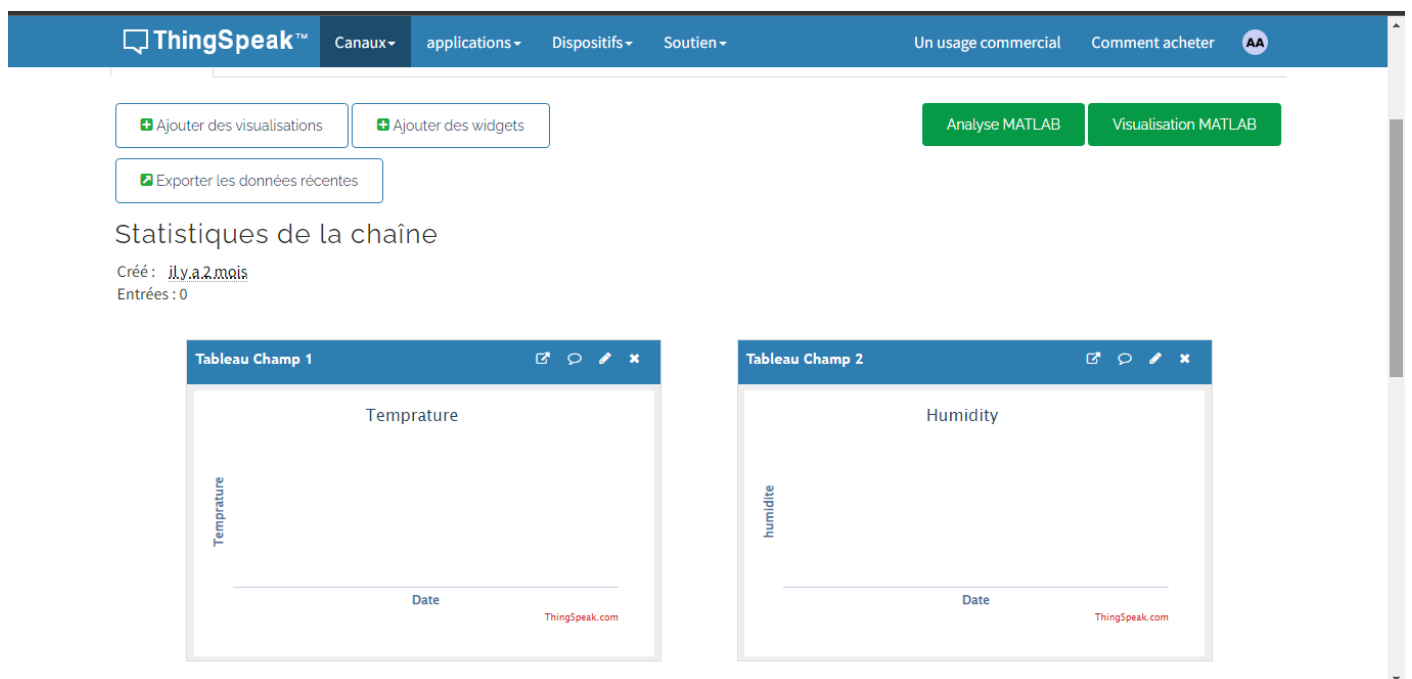 ThingSpeak™ Canaux applications Dispositifs Soutien Un usage commercial Comment acheter AA
Ajouter des visualisations Ajouter des widgets Analyse MATLAB Visualisation MATLAB
Exporter les données récentes
Statistiques de la chaîne
Créé : il y a 2 mois
Entrées : 0
Tableau Champ 1
Temprature
Temprature
Date
ThingSpeak.com
Tableau Champ 2
Humidity
humidite
Date
ThingSpeak.com